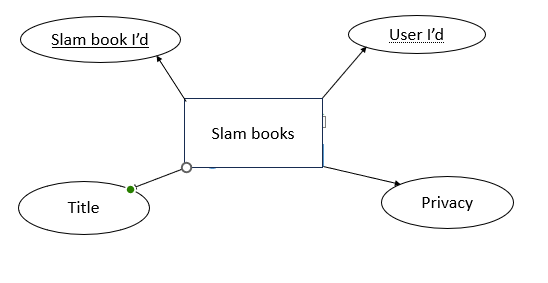 Slam book I’d
User I’d
Slam books
Title
Privacy